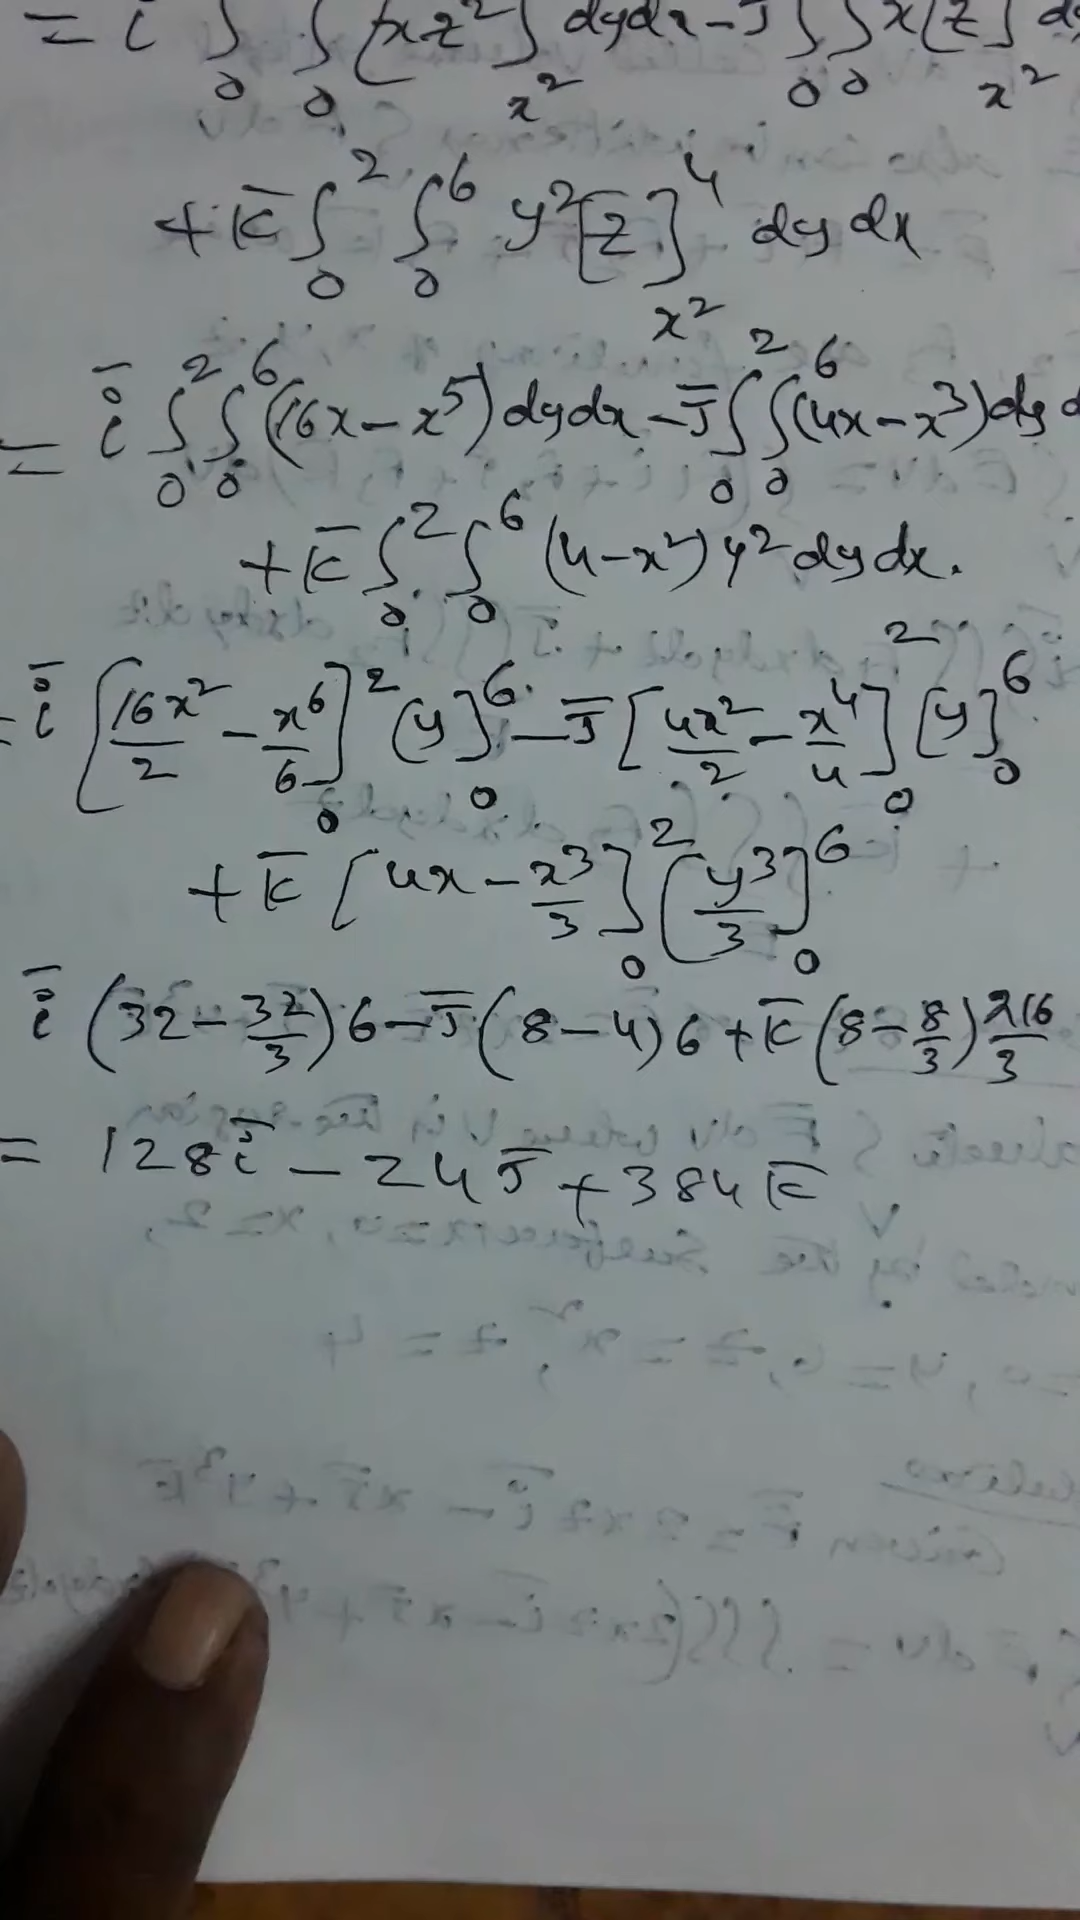 = i̅ ∫₀ ∫₀ [xz²]_{x²} dydx - J̅ ∫₀ ∫₀ x[z]_{x²}
+ K̅ ∫₀² ∫₀⁶ y² [z]_{x²}⁴ dy dx
= i̅ ∫₀² ∫₀⁶ (16x - x⁵) dydx - J̅ ∫₀ ² ∫₀⁶ (4x - x³) dy
+ K̅ ∫₀² ∫₀⁶ (4 - x²) y² dy dx.
= i̅ [16x²/2 - x⁶/6]₀² [y]₀⁶ - J̅ [4x²/2 - x⁴/4]₀² [y]₀⁶
+ K̅ [4x - x³/3]₀² [y³/3]₀⁶
i̅ (32 - 32/3) 6 - J̅ (8 - 4) 6 + K̅ (8 - 8/3) 216/3
= 128 i̅ - 24 J̅ + 384 K̅